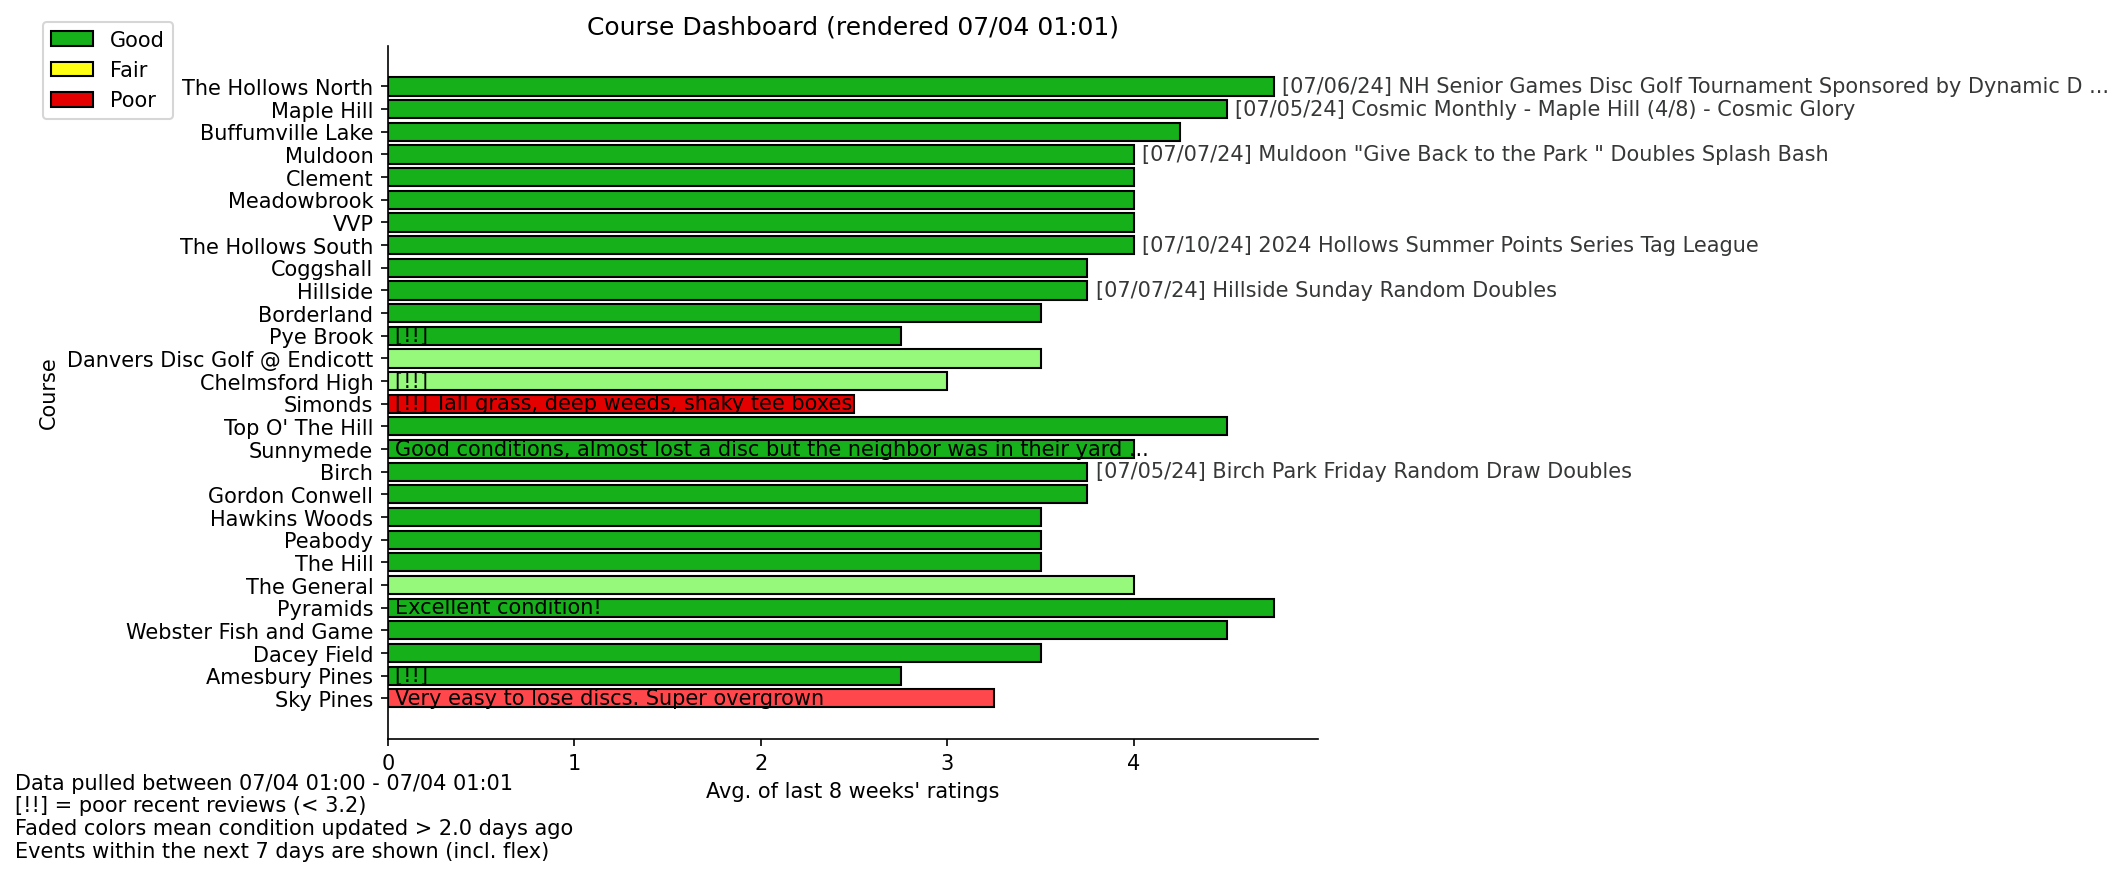 Course Dashboard (rendered 07/04 01:01)
Good
Fair
Poor
The Hollows North [07/06/24] NH Senior Games Disc Golf Tournament Sponsored by Dynamic D ...
Maple Hill [07/05/24] Cosmic Monthly - Maple Hill (4/8) - Cosmic Glory
Buffumville Lake
Muldoon [07/07/24] Muldoon "Give Back to the Park " Doubles Splash Bash
Clement
Meadowbrook
VVP
The Hollows South [07/10/24] 2024 Hollows Summer Points Series Tag League
Coggshall
Hillside [07/07/24] Hillside Sunday Random Doubles
Borderland
Pye Brook [!!]
Danvers Disc Golf @ Endicott
Chelmsford High [!!]
Simonds [!!] Tall grass, deep weeds, shaky tee boxes
Top O' The Hill
Sunnymede Good conditions, almost lost a disc but the neighbor was in their yard ...
Birch [07/05/24] Birch Park Friday Random Draw Doubles
Gordon Conwell
Hawkins Woods
Peabody
The Hill
The General
Pyramids Excellent condition!
Webster Fish and Game
Dacey Field
Amesbury Pines [!!]
Sky Pines Very easy to lose discs. Super overgrown
Course
0 1 2 3 4
Avg. of last 8 weeks' ratings
Data pulled between 07/04 01:00 - 07/04 01:01
[!!] = poor recent reviews (< 3.2)
Faded colors mean condition updated > 2.0 days ago
Events within the next 7 days are shown (incl. flex)